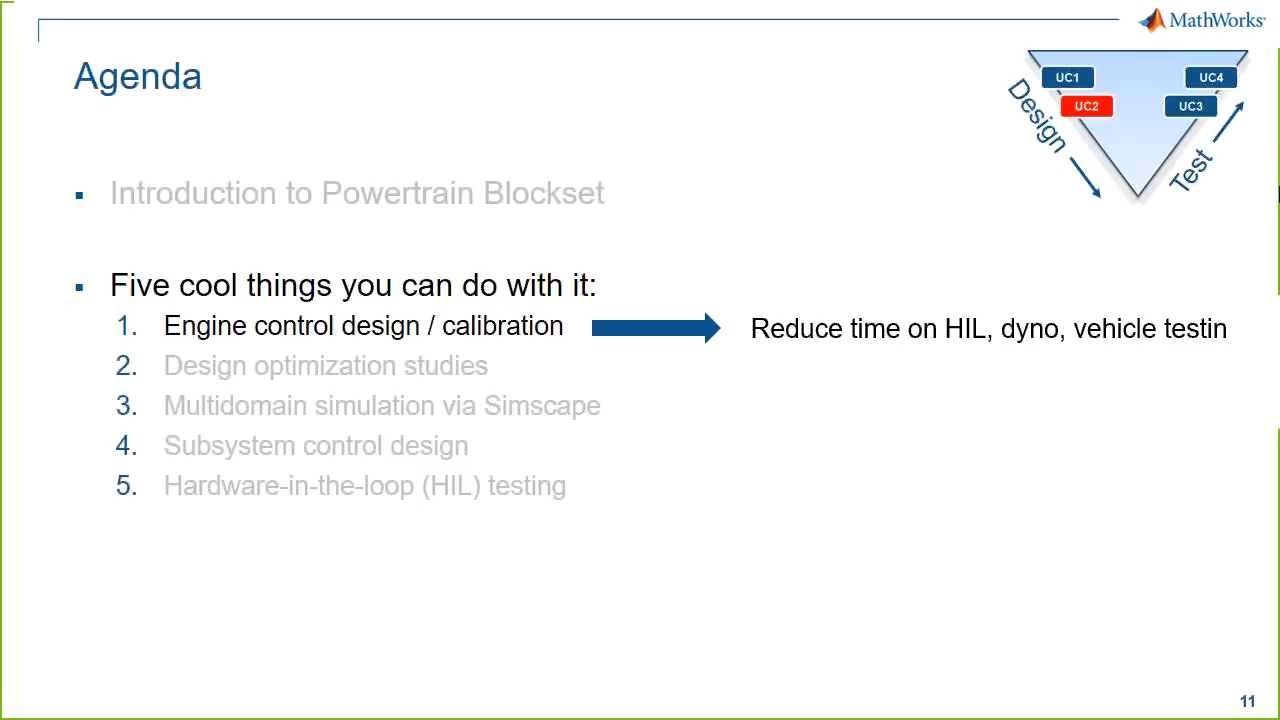 MathWorks®
Agenda
UC1
UC4
UC2
UC3
Design
Test
▪ Introduction to Powertrain Blockset
▪ Five cool things you can do with it:
1. Engine control design / calibration
Reduce time on HIL, dyno, vehicle testin
2. Design optimization studies
3. Multidomain simulation via Simscape
4. Subsystem control design
5. Hardware-in-the-loop (HIL) testing
11